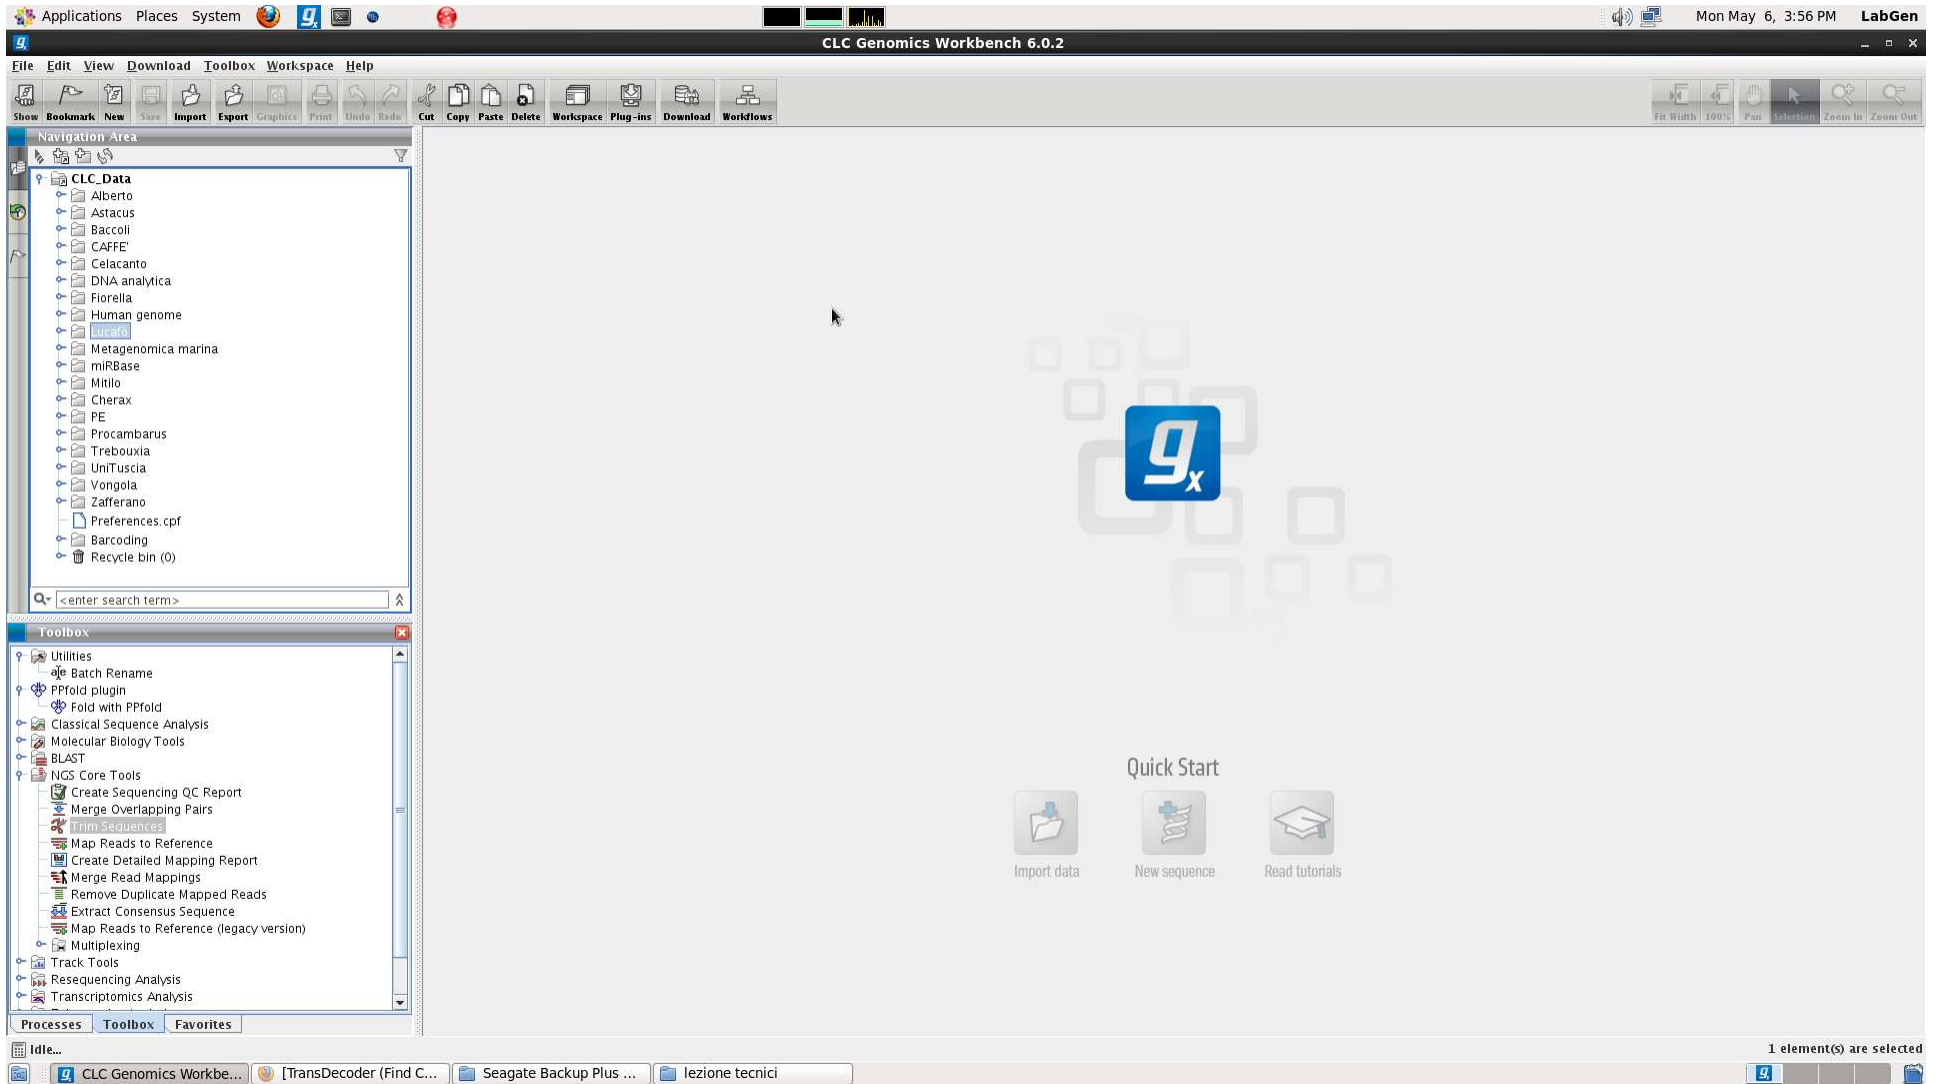 Applications Places System
Mon May 6, 3:56 PM LabGen
CLC Genomics Workbench 6.0.2
File Edit View Download Toolbox Workspace Help
Show Bookmark New Save Import Export Graphics Print Undo Redo Cut Copy Paste Delete Workspace Plug-ins Download Workflows Fit Width 100% Pan Selection Zoom In Zoom Out
Navigation Area
CLC_Data
Alberto
Astacus
Baccoli
CAFFE'
Celacanto
DNA analytica
Fiorella
Human genome
Lucafò
Metagenomica marina
miRBase
Mitilo
Cherax
PE
Procambarus
Trebouxia
UniTuscia
Vongola
Zafferano
Preferences.cpf
Barcoding
Recycle bin (0)
<enter search term>
Toolbox
Utilities
Batch Rename
PPfold plugin
Fold with PPfold
Classical Sequence Analysis
Molecular Biology Tools
BLAST
NGS Core Tools
Create Sequencing QC Report
Merge Overlapping Pairs
Trim Sequences
Map Reads to Reference
Create Detailed Mapping Report
Merge Read Mappings
Remove Duplicate Mapped Reads
Extract Consensus Sequence
Map Reads to Reference (legacy version)
Multiplexing
Track Tools
Resequencing Analysis
Transcriptomics Analysis
Processes Toolbox Favorites
gx
Quick Start
Import data New sequence Read tutorials
Idle...
1 element(s) are selected
CLC Genomics Workbe... [TransDecoder (Find C... Seagate Backup Plus ... lezione tecnici